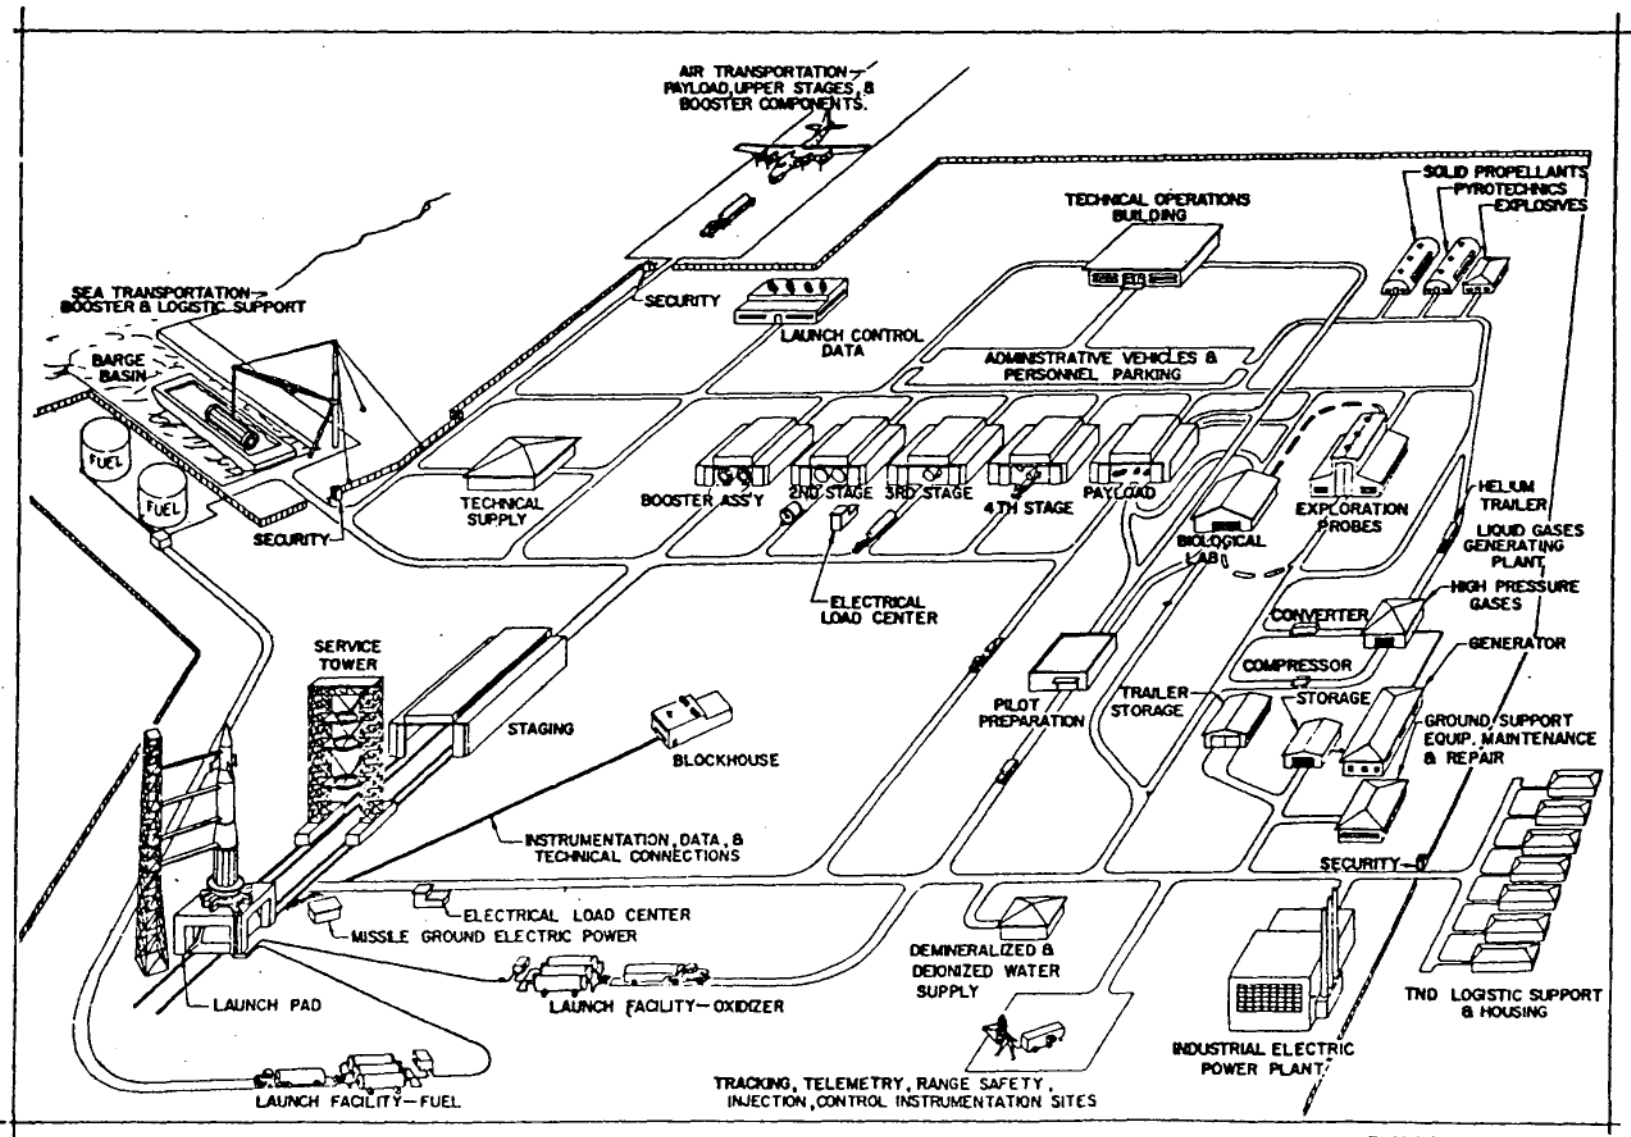 AIR TRANSPORTATION—
PAYLOAD, UPPER STAGES, &
BOOSTER COMPONENTS.
SOLID PROPELLANTS
PYROTECHNICS
EXPLOSIVES
TECHNICAL OPERATIONS
BUILDING
SEA TRANSPORTATION—
BOOSTER & LOGISTIC SUPPORT
SECURITY
LAUNCH CONTROL
DATA
BARGE
BASIN
ADMINISTRATIVE VEHICLES &
PERSONNEL PARKING
FUEL
FUEL
TECHNICAL
SUPPLY
SECURITY
BOOSTER ASS'Y
2ND STAGE
3RD STAGE
4TH STAGE
PAYLOAD
BIOLOGICAL
LAB
EXPLORATION
PROBES
HELIUM
TRAILER
LIQUID GASES
GENERATING
PLANT
HIGH PRESSURE
GASES
ELECTRICAL
LOAD CENTER
CONVERTER
GENERATOR
COMPRESSOR
SERVICE
TOWER
STAGING
BLOCKHOUSE
PILOT
PREPARATION
TRAILER
STORAGE
STORAGE
GROUND SUPPORT
EQUIP. MAINTENANCE
& REPAIR
INSTRUMENTATION, DATA, &
TECHNICAL CONNECTIONS
SECURITY
ELECTRICAL LOAD CENTER
MISSILE GROUND ELECTRIC POWER
LAUNCH PAD
LAUNCH FACILITY—OXIDIZER
DEMINERALIZED &
DEIONIZED WATER
SUPPLY
TND LOGISTIC SUPPORT
& HOUSING
INDUSTRIAL ELECTRIC
POWER PLANT
LAUNCH FACILITY—FUEL
TRACKING, TELEMETRY, RANGE SAFETY,
INJECTION, CONTROL INSTRUMENTATION SITES